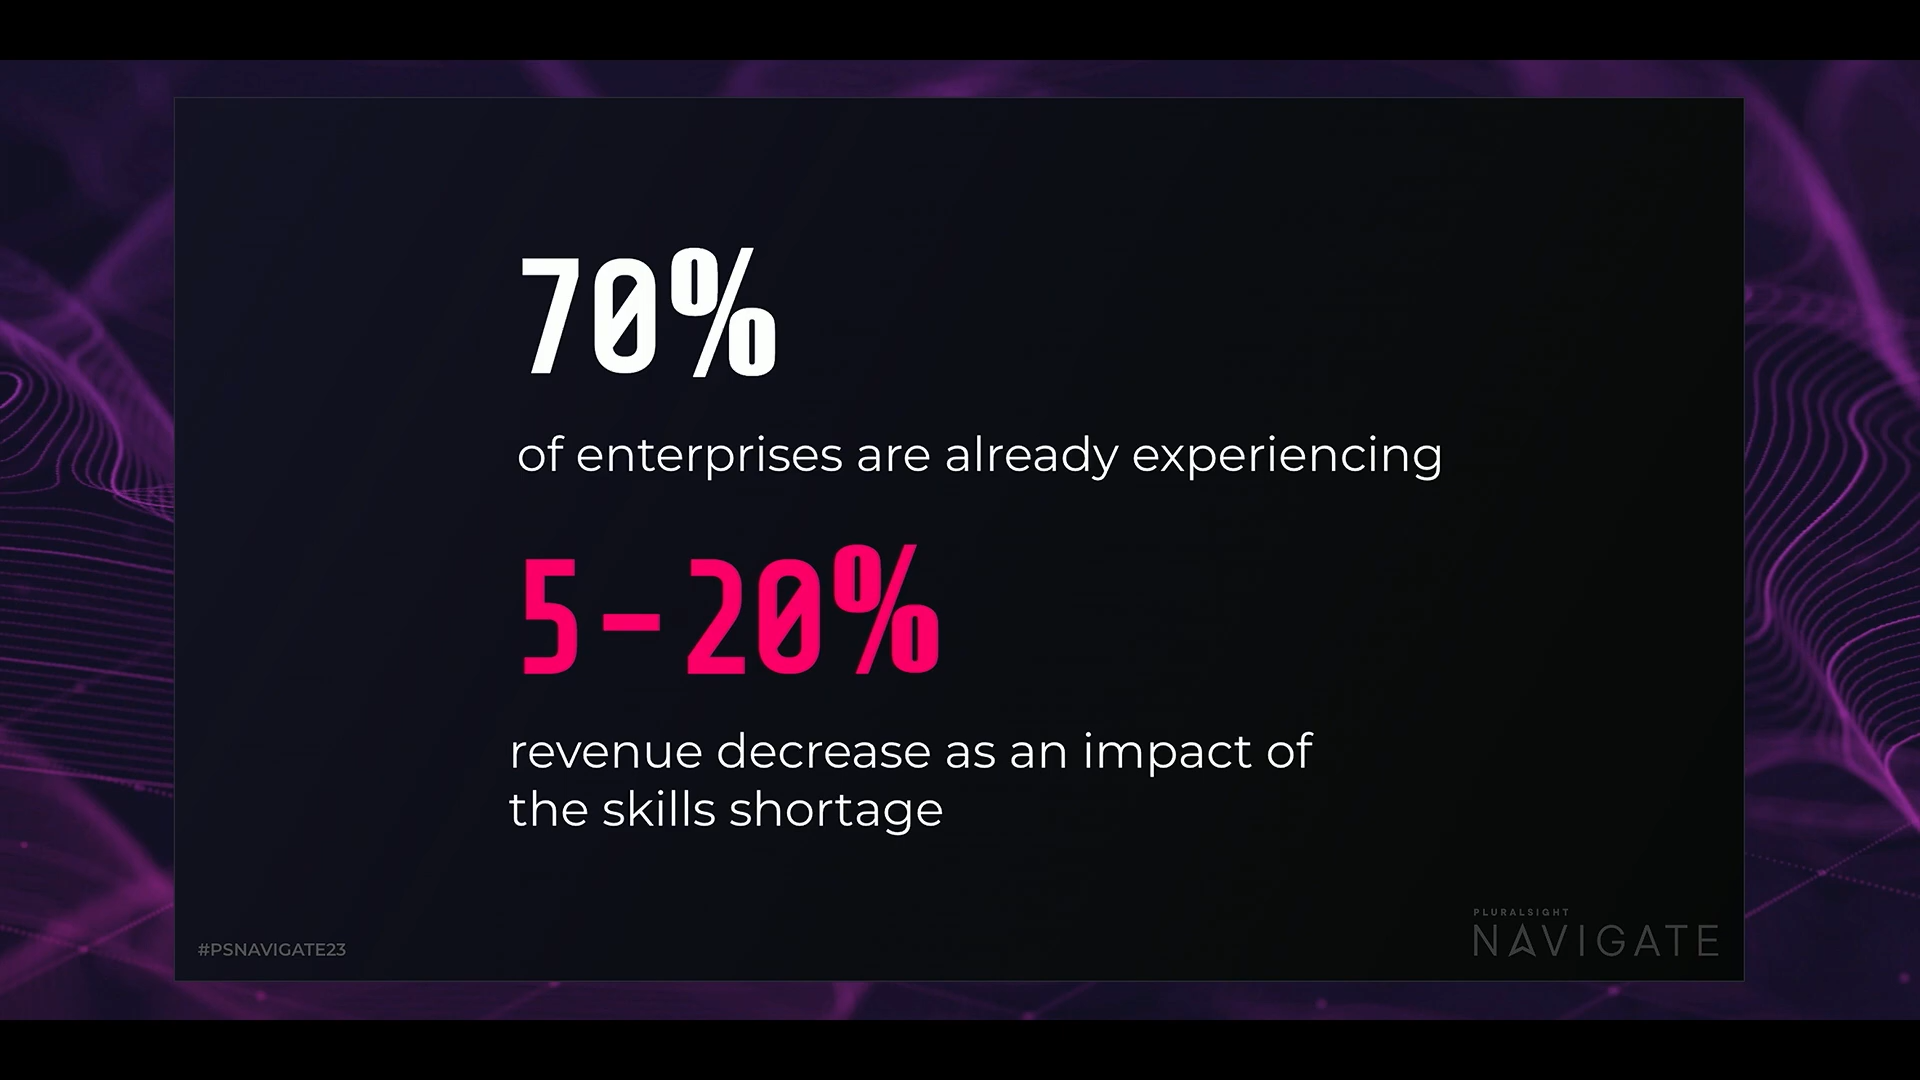 70%
of enterprises are already experiencing
5-20%
revenue decrease as an impact of
the skills shortage
#PSNAVIGATE23
PLURALSIGHT
NAVIGATE